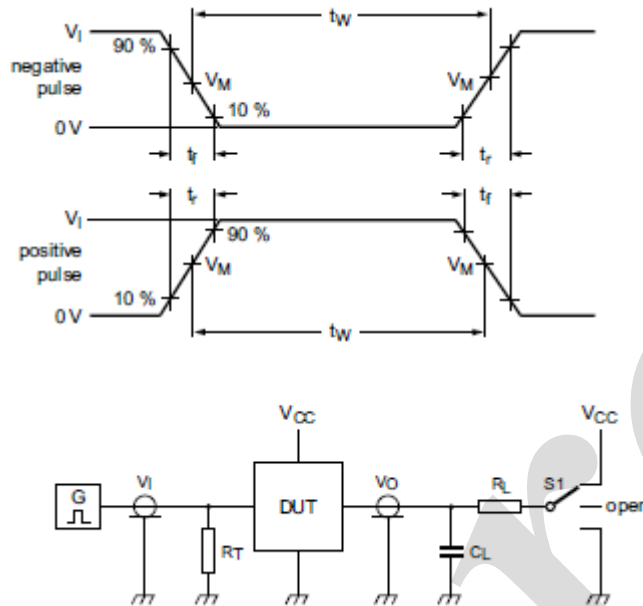 tW
VI
90 %
negative
pulse
VM
VM
10 %
0 V
tf
tr
tr
tf
VI
90 %
positive
pulse
VM
VM
10 %
0 V
tW
VCC
VCC
G
VI
DUT
VO
RL
S1
open
RT
CL